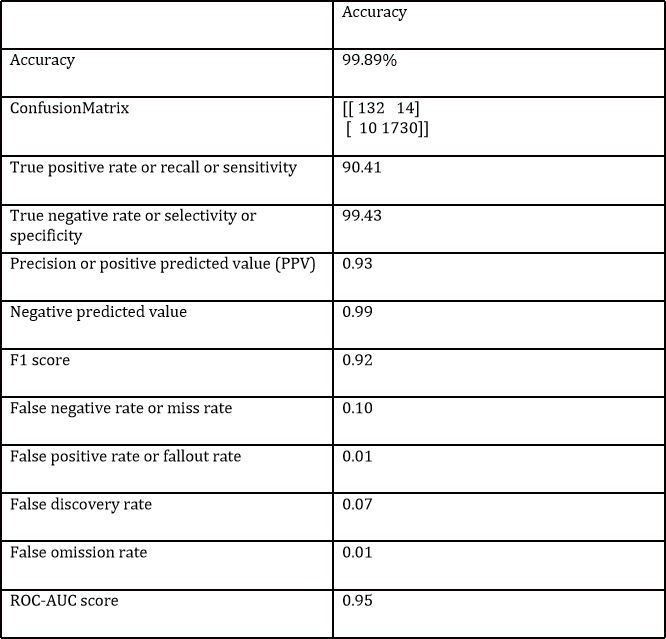 Accuracy
Accuracy 99.89%
ConfusionMatrix [[ 132 14]
[ 10 1730]]
True positive rate or recall or sensitivity 90.41
True negative rate or selectivity or 99.43
specificity
Precision or positive predicted value (PPV) 0.93
Negative predicted value 0.99
F1 score 0.92
False negative rate or miss rate 0.10
False positive rate or fallout rate 0.01
False discovery rate 0.07
False omission rate 0.01
ROC-AUC score 0.95